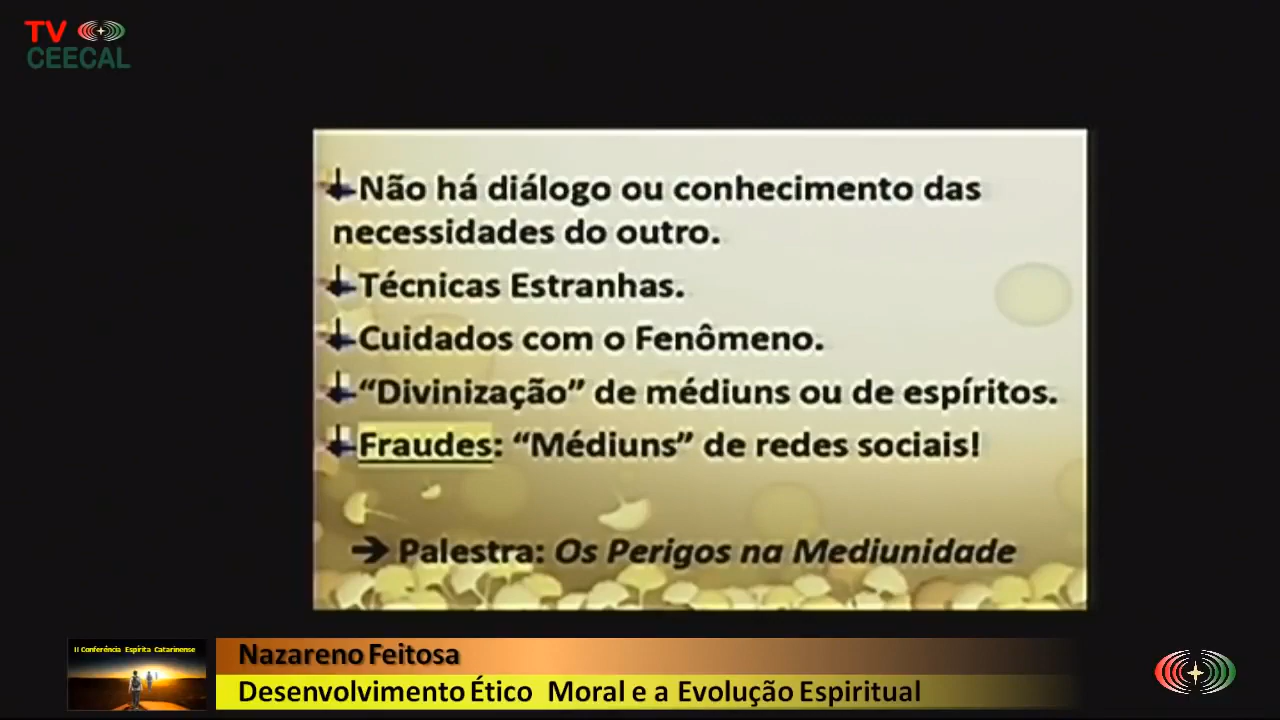 TV
CEECAL
Não há diálogo ou conhecimento das
necessidades do outro.
Técnicas Estranhas.
Cuidados com o Fenômeno.
“Divinização” de médiuns ou de espíritos.
Fraudes: “Médiuns” de redes sociais!
➔ Palestra: Os Perigos na Mediunidade
II Conferência Espírita Catarinense
Nazareno Feitosa
Desenvolvimento Ético Moral e a Evolução Espiritual